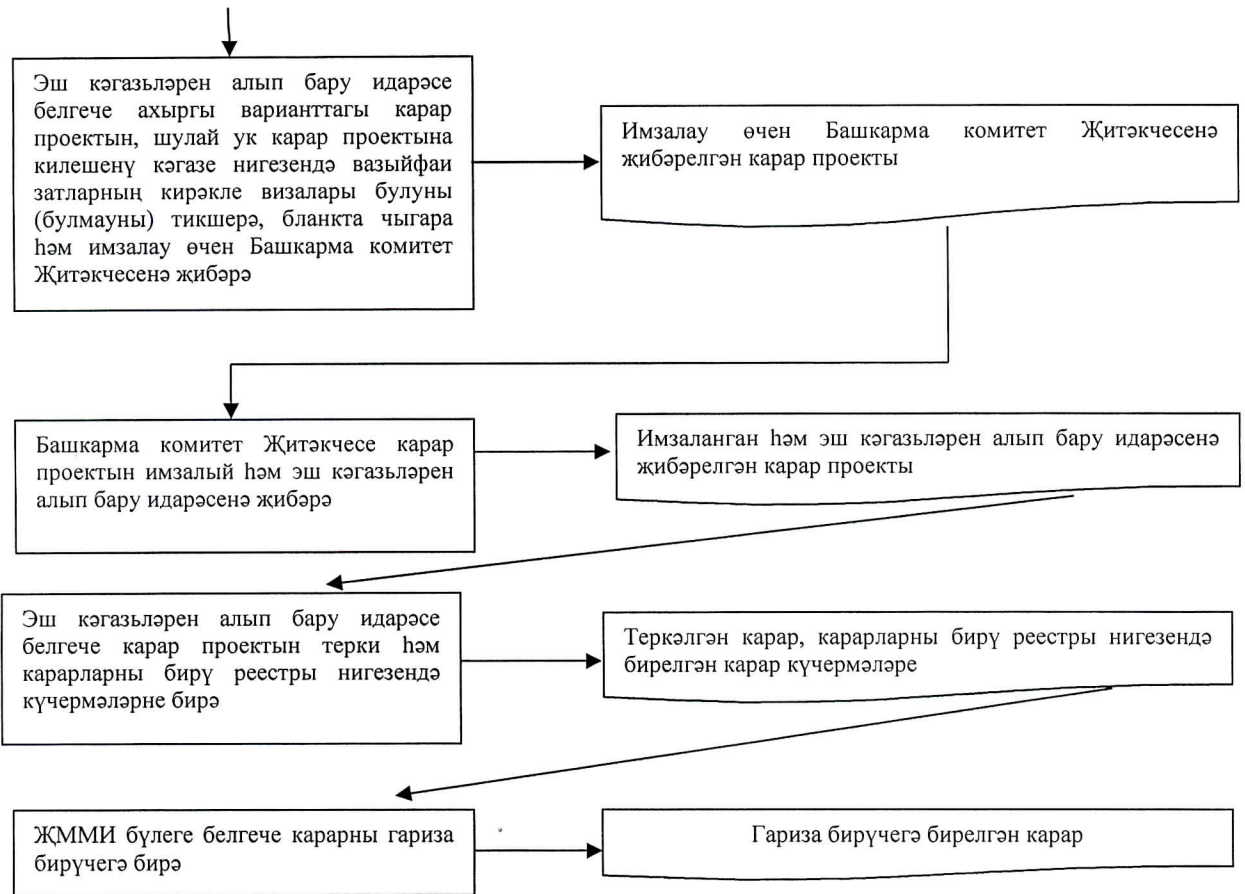 Эш кәгазьләрен алып бару идарәсе
белгече ахыргы варианттагы карар
проектын, шулай ук карар проектына
килешенү кәгазе нигезендә вазыйфаи
затларның кирәкле визалары булуны
(булмауны) тикшерә, бланкта чыгара
һәм имзалау өчен Башкарма комитет
Җитәкчесенә җибәрә
Имзалау өчен Башкарма комитет Җитәкчесенә
җибәрелгән карар проекты
Башкарма комитет Җитәкчесе карар
проектын имзалый һәм эш кәгазьләрен
алып бару идарәсенә җибәрә
Имзаланган һәм эш кәгазьләрен алып бару идарәсенә
җибәрелгән карар проекты
Эш кәгазьләрен алып бару идарәсе
белгече карар проектын терки һәм
карарларны бирү реестры нигезендә
күчермәләрне бирә
Теркәлгән карар, карарларны бирү реестры нигезендә
бирелгән карар күчермәләре
ҖММИ бүлеге белгече карарны гариза
бирүчегә бирә
Гариза бирүчегә бирелгән карар